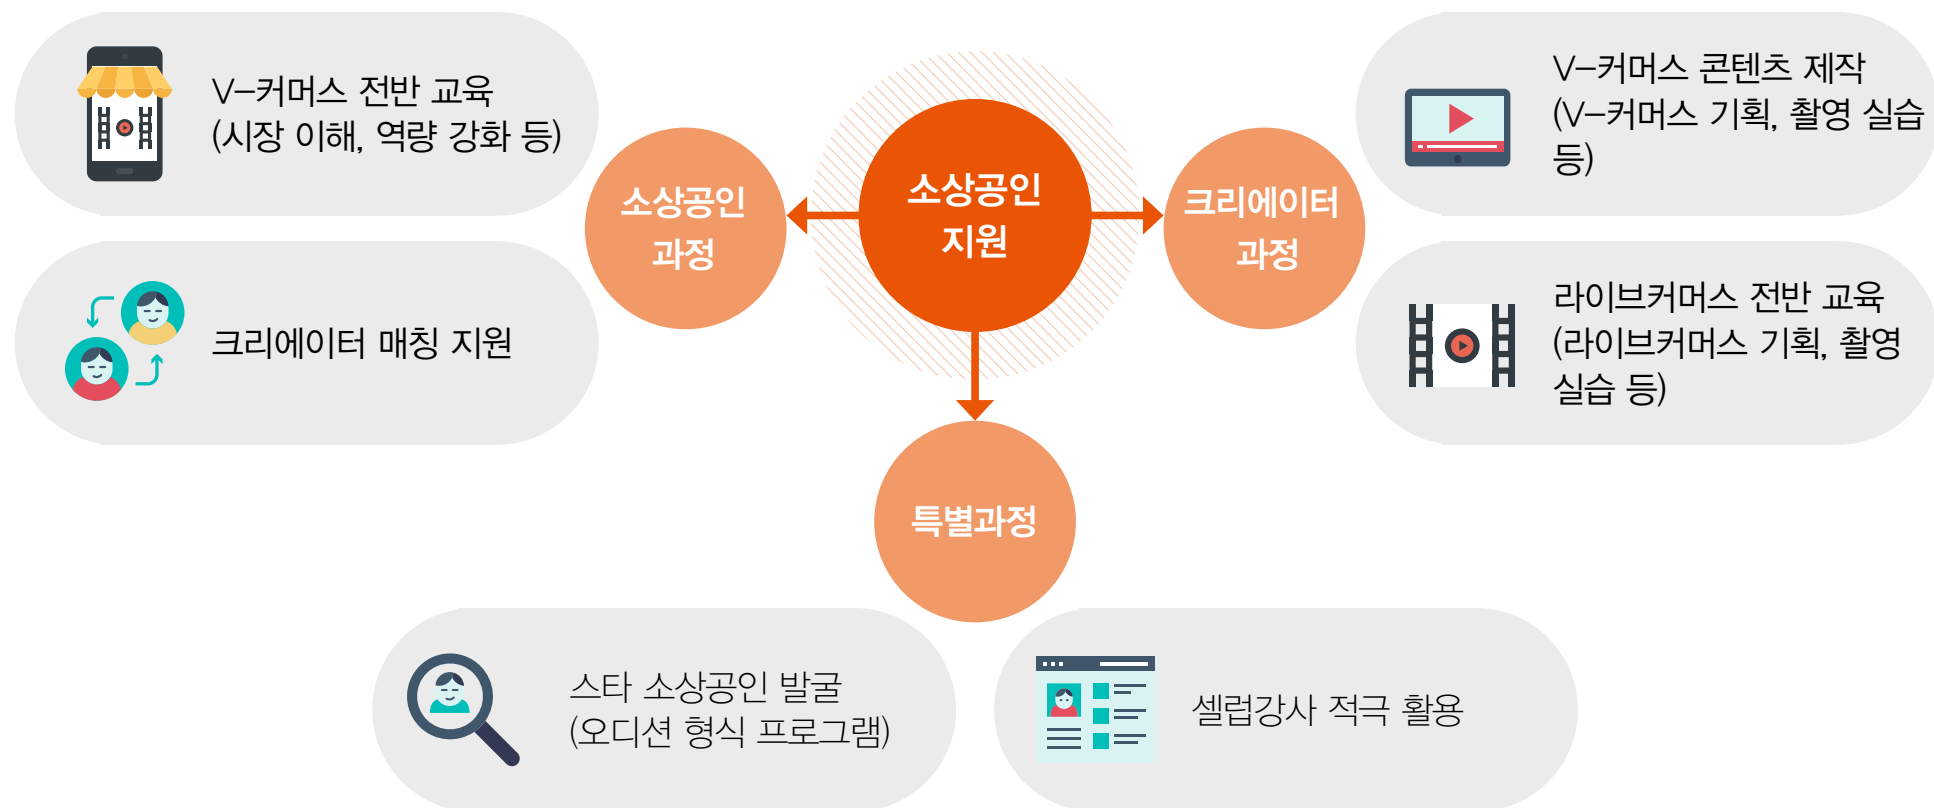 V-커머스 전반 교육
(시장 이해, 역량 강화 등)
크리에이터 매칭 지원
소상공인
과정
소상공인
지원
크리에이터
과정
V-커머스 콘텐츠 제작
(V-커머스 기획, 촬영 실습
등)
라이브커머스 전반 교육
(라이브커머스 기획, 촬영
실습 등)
특별과정
스타 소상공인 발굴
(오디션 형식 프로그램)
셀럽강사 적극 활용